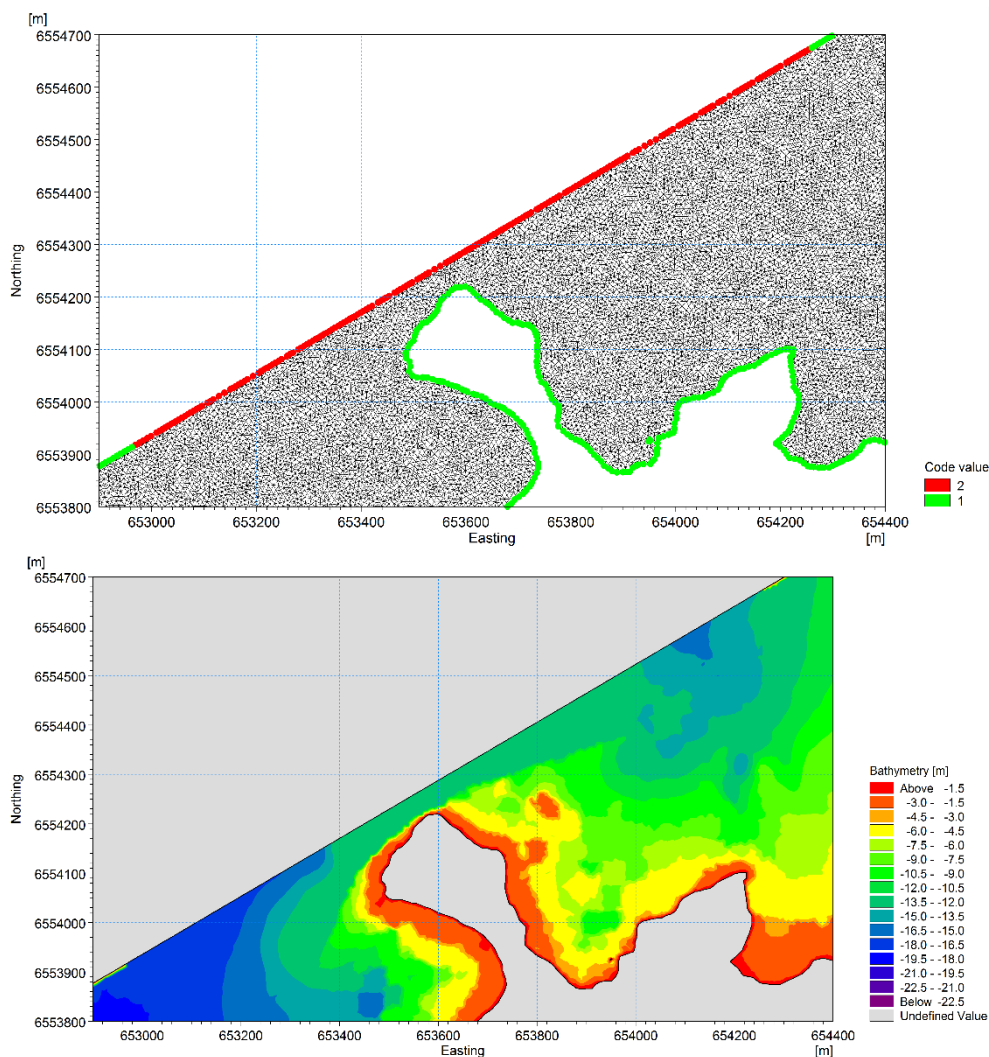 [m]
6554700
6554600
6554500
6554400
6554300
6554200
6554100
6554000
6553900
6553800
Northing
653000 653200 653400 653600 653800 654000 654200 654400
Easting [m]
Code value
2
1
[m]
6554700
6554600
6554500
6554400
6554300
6554200
6554100
6554000
6553900
6553800
Northing
653000 653200 653400 653600 653800 654000 654200 654400
Easting [m]
Bathymetry [m]
Above -1.5
-3.0 - -1.5
-4.5 - -3.0
-6.0 - -4.5
-7.5 - -6.0
-9.0 - -7.5
-10.5 - -9.0
-12.0 - -10.5
-13.5 - -12.0
-15.0 - -13.5
-16.5 - -15.0
-18.0 - -16.5
-19.5 - -18.0
-21.0 - -19.5
-22.5 - -21.0
Below -22.5
Undefined Value